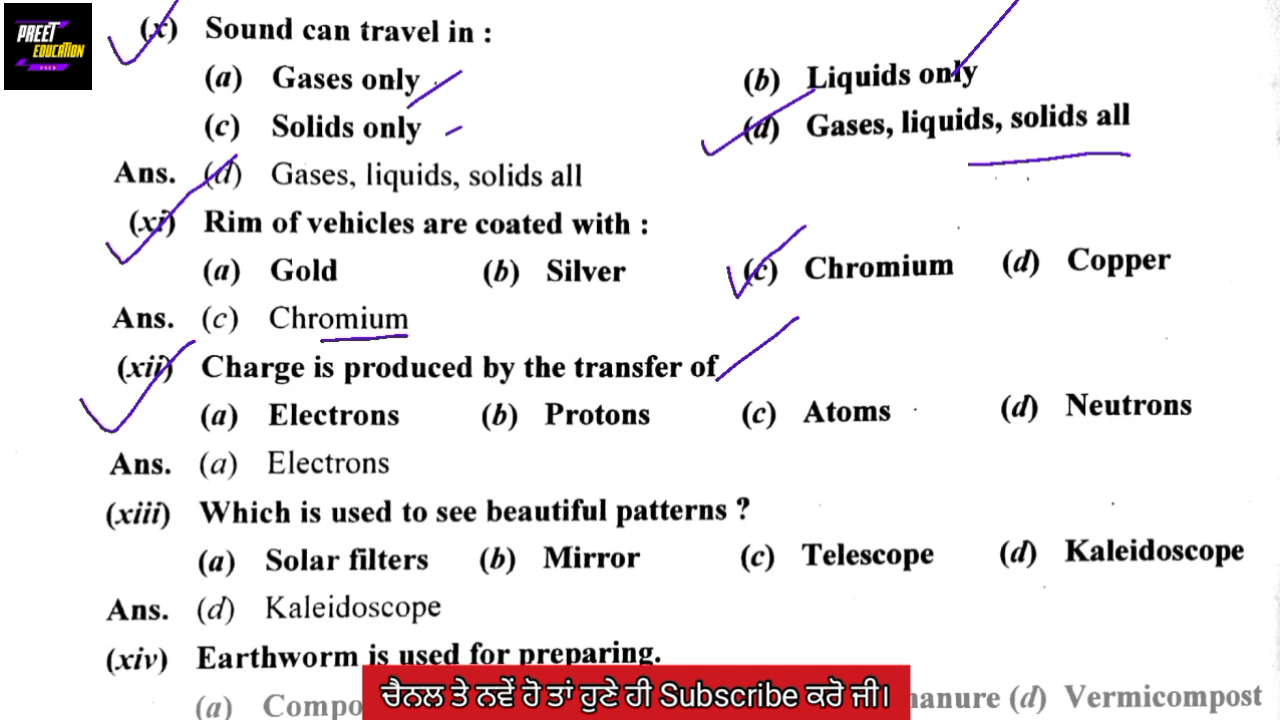 PREET
EDUCATION
(x) Sound can travel in :
(a) Gases only (b) Liquids only
(c) Solids only (d) Gases, liquids, solids all
Ans. (d) Gases, liquids, solids all
(xi) Rim of vehicles are coated with :
(a) Gold (b) Silver (c) Chromium (d) Copper
Ans. (c) Chromium
(xii) Charge is produced by the transfer of
(a) Electrons (b) Protons (c) Atoms (d) Neutrons
Ans. (a) Electrons
(xiii) Which is used to see beautiful patterns ?
(a) Solar filters (b) Mirror (c) Telescope (d) Kaleidoscope
Ans. (d) Kaleidoscope
(xiv) Earthworm is used for preparing.
(a) (d) Vermicompost
ਚੈਨਲ ਤੇ ਨਵੇਂ ਹੋ ਤਾਂ ਹੁਣੇ ਹੀ Subscribe ਕਰੋ ਜੀ।